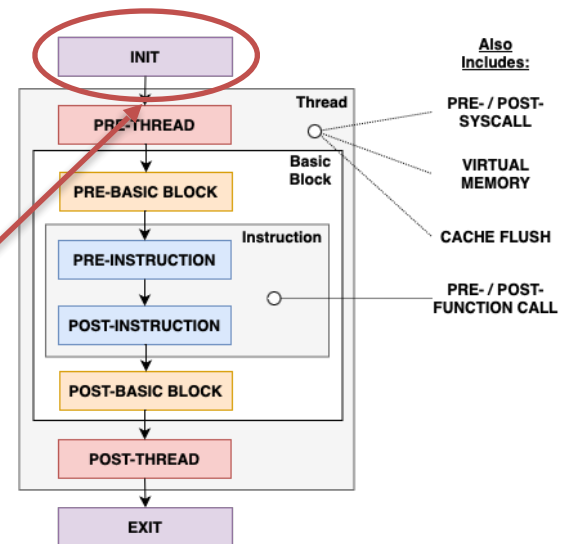 INIT
Also
Includes:
Thread
PRE-THREAD
PRE- / POST-
SYSCALL
Basic
Block
PRE-BASIC BLOCK
VIRTUAL
MEMORY
Instruction
CACHE FLUSH
PRE-INSTRUCTION
PRE- / POST-
FUNCTION CALL
POST-INSTRUCTION
POST-BASIC BLOCK
POST-THREAD
EXIT